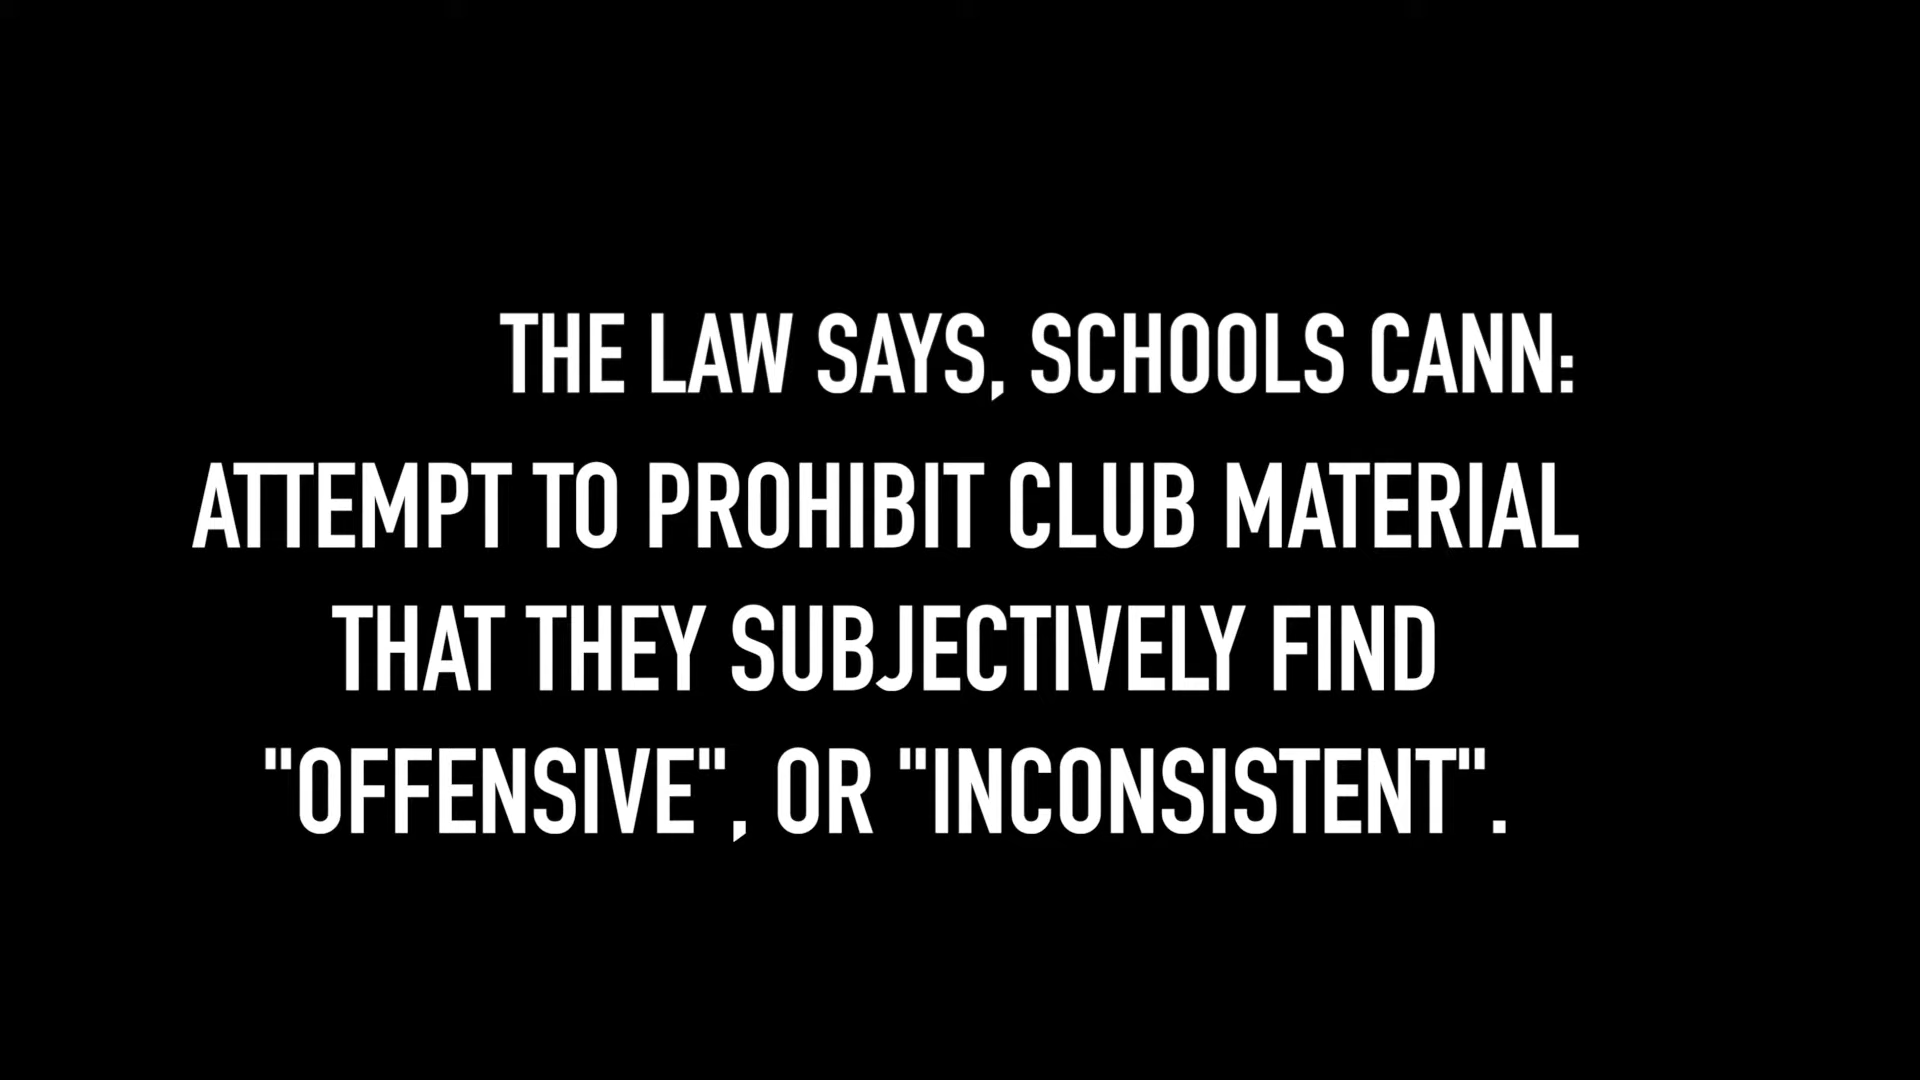 THE LAW SAYS, SCHOOLS CANN:
ATTEMPT TO PROHIBIT CLUB MATERIAL
THAT THEY SUBJECTIVELY FIND
"OFFENSIVE", OR "INCONSISTENT".